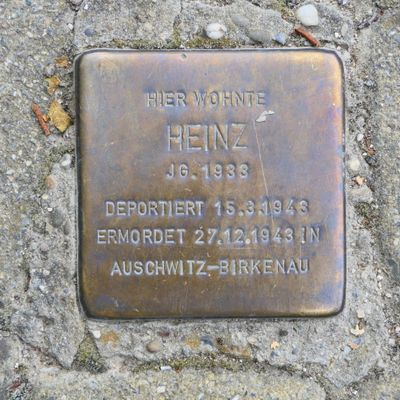 HIER WOHNTE
HEINZ
JG. 1933
DEPORTIERT 15.3.1943
ERMORDET 27.12.1943 IN
AUSCHWITZ-BIRKENAU